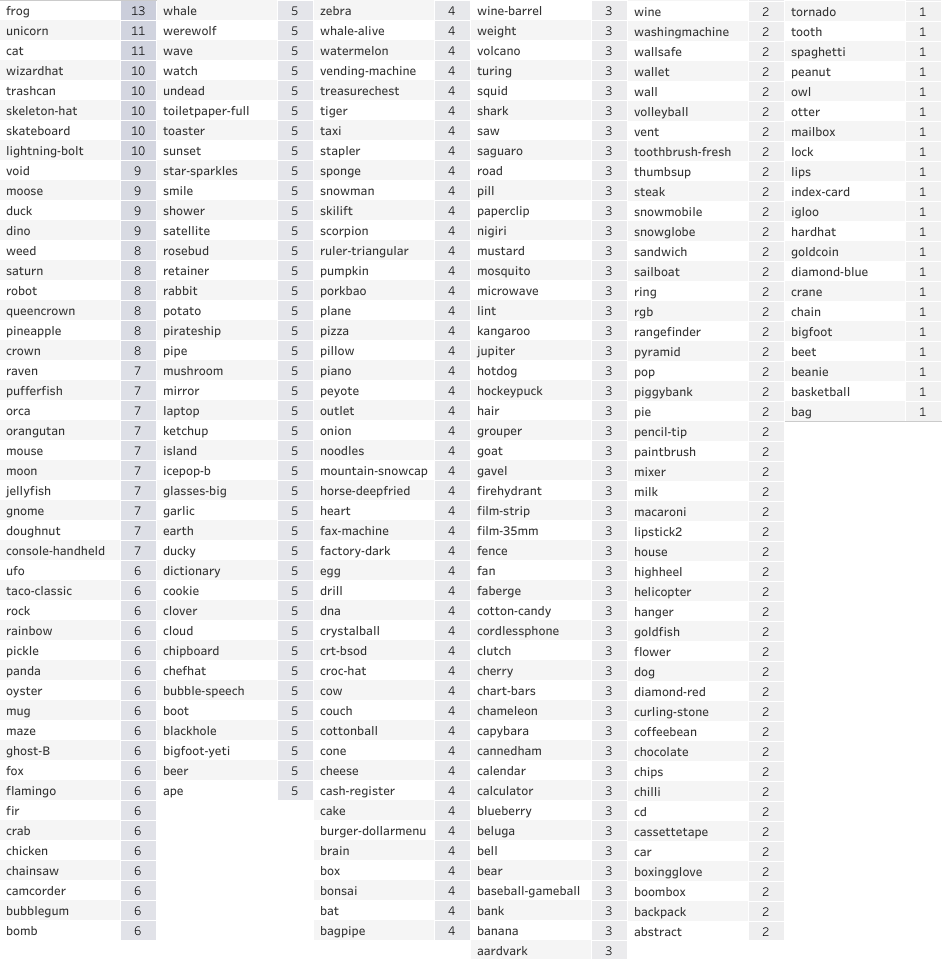 frog 13
unicorn 11
cat 11
wizardhat 10
trashcan 10
skeleton-hat 10
skateboard 10
lightning-bolt 10
void 9
moose 9
duck 9
dino 9
weed 8
saturn 8
robot 8
queencrown 8
pineapple 8
crown 8
raven 7
pufferfish 7
orca 7
orangutan 7
mouse 7
moon 7
jellyfish 7
gnome 7
doughnut 7
console-handheld 7
ufo 6
taco-classic 6
rock 6
rainbow 6
pickle 6
panda 6
oyster 6
mug 6
maze 6
ghost-B 6
fox 6
flamingo 6
fir 6
crab 6
chicken 6
chainsaw 6
camcorder 6
bubblegum 6
bomb 6
whale 5
werewolf 5
wave 5
watch 5
undead 5
toiletpaper-full 5
toaster 5
sunset 5
star-sparkles 5
smile 5
shower 5
satellite 5
rosebud 5
retainer 5
rabbit 5
potato 5
pirateship 5
pipe 5
mushroom 5
mirror 5
laptop 5
ketchup 5
island 5
icepop-b 5
glasses-big 5
garlic 5
earth 5
ducky 5
dictionary 5
cookie 5
clover 5
cloud 5
chipboard 5
chefhat 5
bubble-speech 5
boot 5
blackhole 5
bigfoot-yeti 5
beer 5
ape 5
zebra 4
whale-alive 4
watermelon 4
vending-machine 4
treasurechest 4
tiger 4
taxi 4
stapler 4
sponge 4
snowman 4
skilift 4
scorpion 4
ruler-triangular 4
pumpkin 4
porkbao 4
plane 4
pizza 4
pillow 4
piano 4
peyote 4
outlet 4
onion 4
noodles 4
mountain-snowcap 4
horse-deepfried 4
heart 4
fax-machine 4
factory-dark 4
egg 4
drill 4
dna 4
crystalball 4
crt-bsod 4
croc-hat 4
cow 4
couch 4
cottonball 4
cone 4
cheese 4
cash-register 4
cake 4
burger-dollarmenu 4
brain 4
box 4
bonsai 4
bat 4
bagpipe 4
wine-barrel 3
weight 3
volcano 3
turing 3
squid 3
shark 3
saw 3
saguaro 3
road 3
pill 3
paperclip 3
nigiri 3
mustard 3
mosquito 3
microwave 3
lint 3
kangaroo 3
jupiter 3
hotdog 3
hockeypuck 3
hair 3
grouper 3
goat 3
gavel 3
firehydrant 3
film-strip 3
film-35mm 3
fence 3
fan 3
faberge 3
cotton-candy 3
cordlessphone 3
clutch 3
cherry 3
chart-bars 3
chameleon 3
capybara 3
cannedham 3
calendar 3
calculator 3
blueberry 3
beluga 3
bell 3
bear 3
baseball-gameball 3
bank 3
banana 3
aardvark 3
wine 2
washingmachine 2
wallsafe 2
wallet 2
wall 2
volleyball 2
vent 2
toothbrush-fresh 2
thumbsup 2
steak 2
snowmobile 2
snowglobe 2
sandwich 2
sailboat 2
ring 2
rgb 2
rangefinder 2
pyramid 2
pop 2
piggybank 2
pie 2
pencil-tip 2
paintbrush 2
mixer 2
milk 2
macaroni 2
lipstick2 2
house 2
highheel 2
helicopter 2
hanger 2
goldfish 2
flower 2
dog 2
diamond-red 2
curling-stone 2
coffeebean 2
chocolate 2
chips 2
chilli 2
cd 2
cassettetape 2
car 2
boxingglove 2
boombox 2
backpack 2
abstract 2
tornado 1
tooth 1
spaghetti 1
peanut 1
owl 1
otter 1
mailbox 1
lock 1
lips 1
index-card 1
igloo 1
hardhat 1
goldcoin 1
diamond-blue 1
crane 1
chain 1
bigfoot 1
beet 1
beanie 1
basketball 1
bag 1